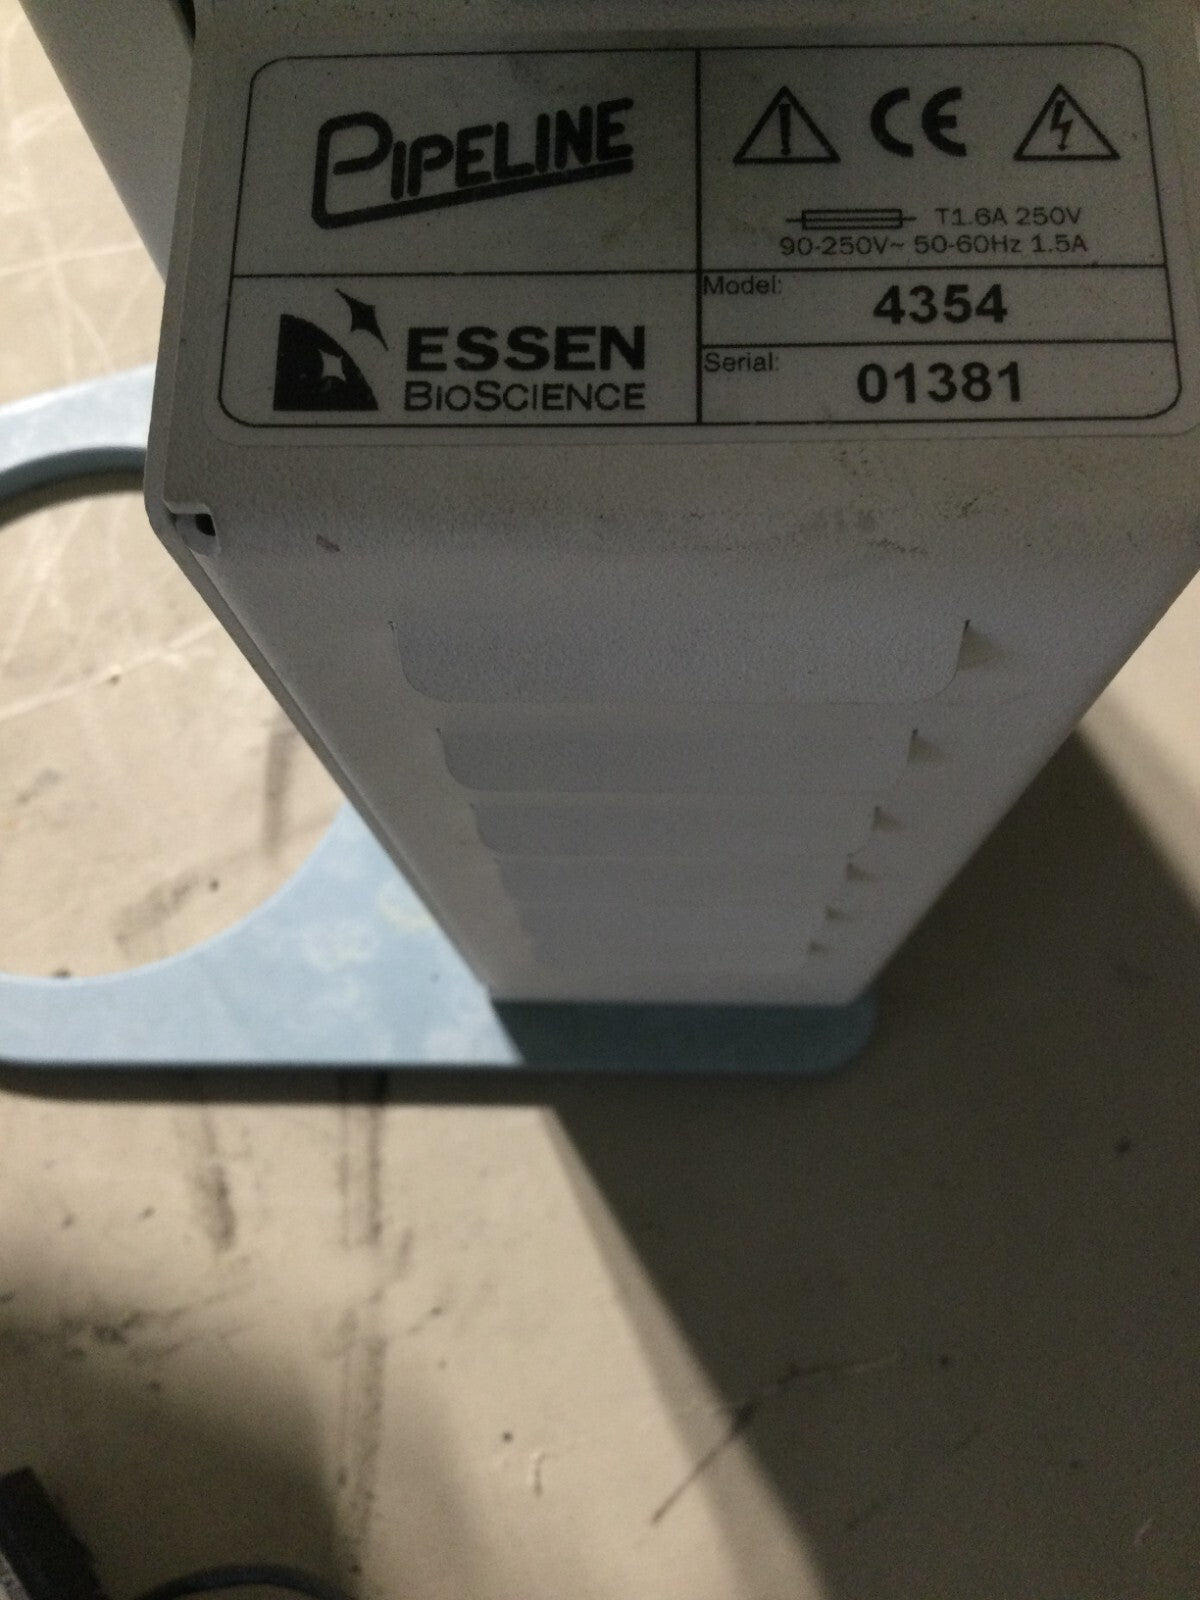 PIPELINE
CE
T1.6A 250V
90-250V~ 50-60Hz 1.5A
ESSEN
BIOSCIENCE
Model:
4354
Serial:
01381